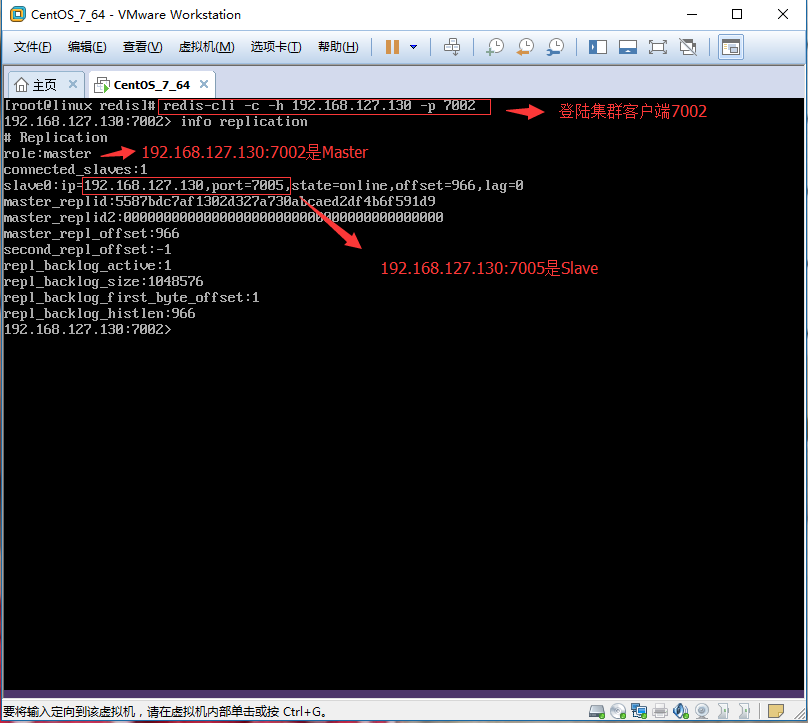 CentOS_7_64 - VMware Workstation
文件(F) 编辑(E) 查看(V) 虚拟机(M) 选项卡(T) 帮助(H)
主页 CentOS_7_64
[root@linux redis]# redis-cli -c -h 192.168.127.130 -p 7002
登陆集群客户端7002
192.168.127.130:7002> info replication
# Replication
role:master
192.168.127.130:7002是Master
connected_slaves:1
slave0:ip=192.168.127.130,port=7005,state=online,offset=966,lag=0
master_replid:5587bdc7af1302d327a730abcaed2df4b6f591d9
master_replid2:0000000000000000000000000000000000000000
master_repl_offset:966
second_repl_offset:-1
repl_backlog_active:1
192.168.127.130:7005是Slave
repl_backlog_size:1048576
repl_backlog_first_byte_offset:1
repl_backlog_histlen:966
192.168.127.130:7002>
要将输入定向到该虚拟机，请在虚拟机内部单击或按 Ctrl+G。